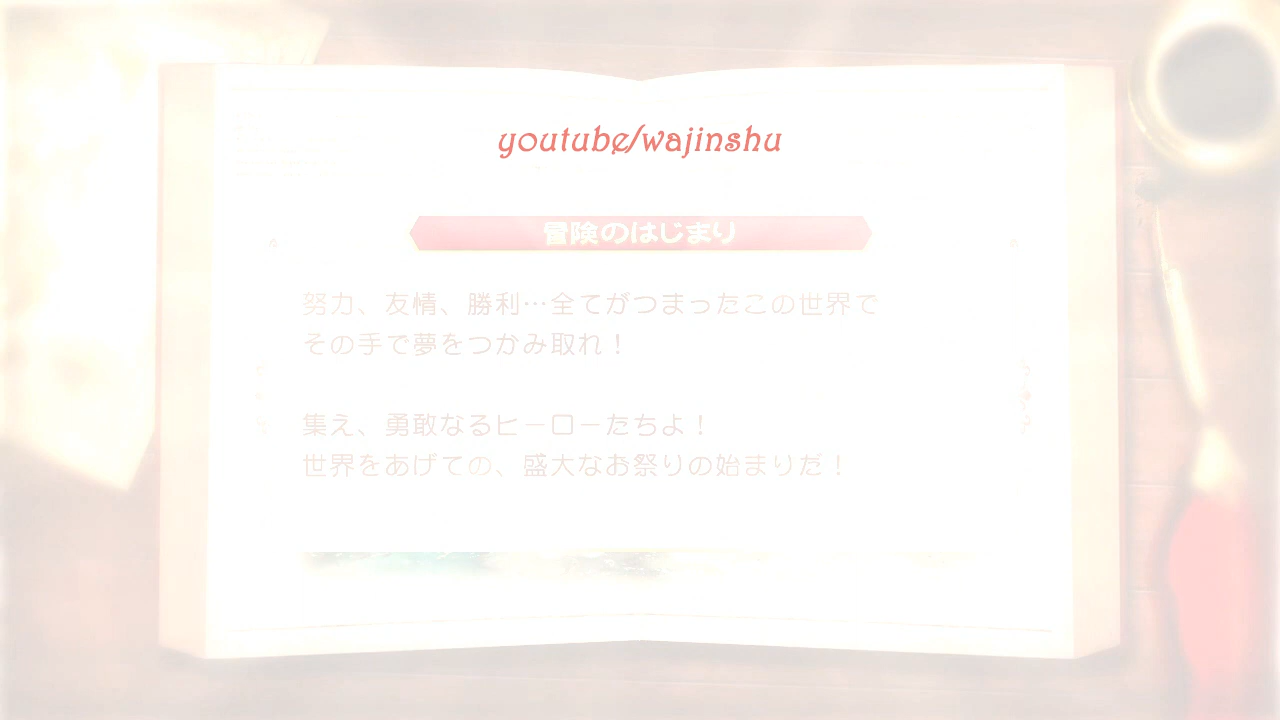 youtube/wajinshu
冒険のはじまり
努力、友情、勝利…全てがつまったこの世界で
その手で夢をつかみ取れ！
集え、勇敢なるヒーローたちよ！
世界をあげての、盛大なお祭りの始まりだ！